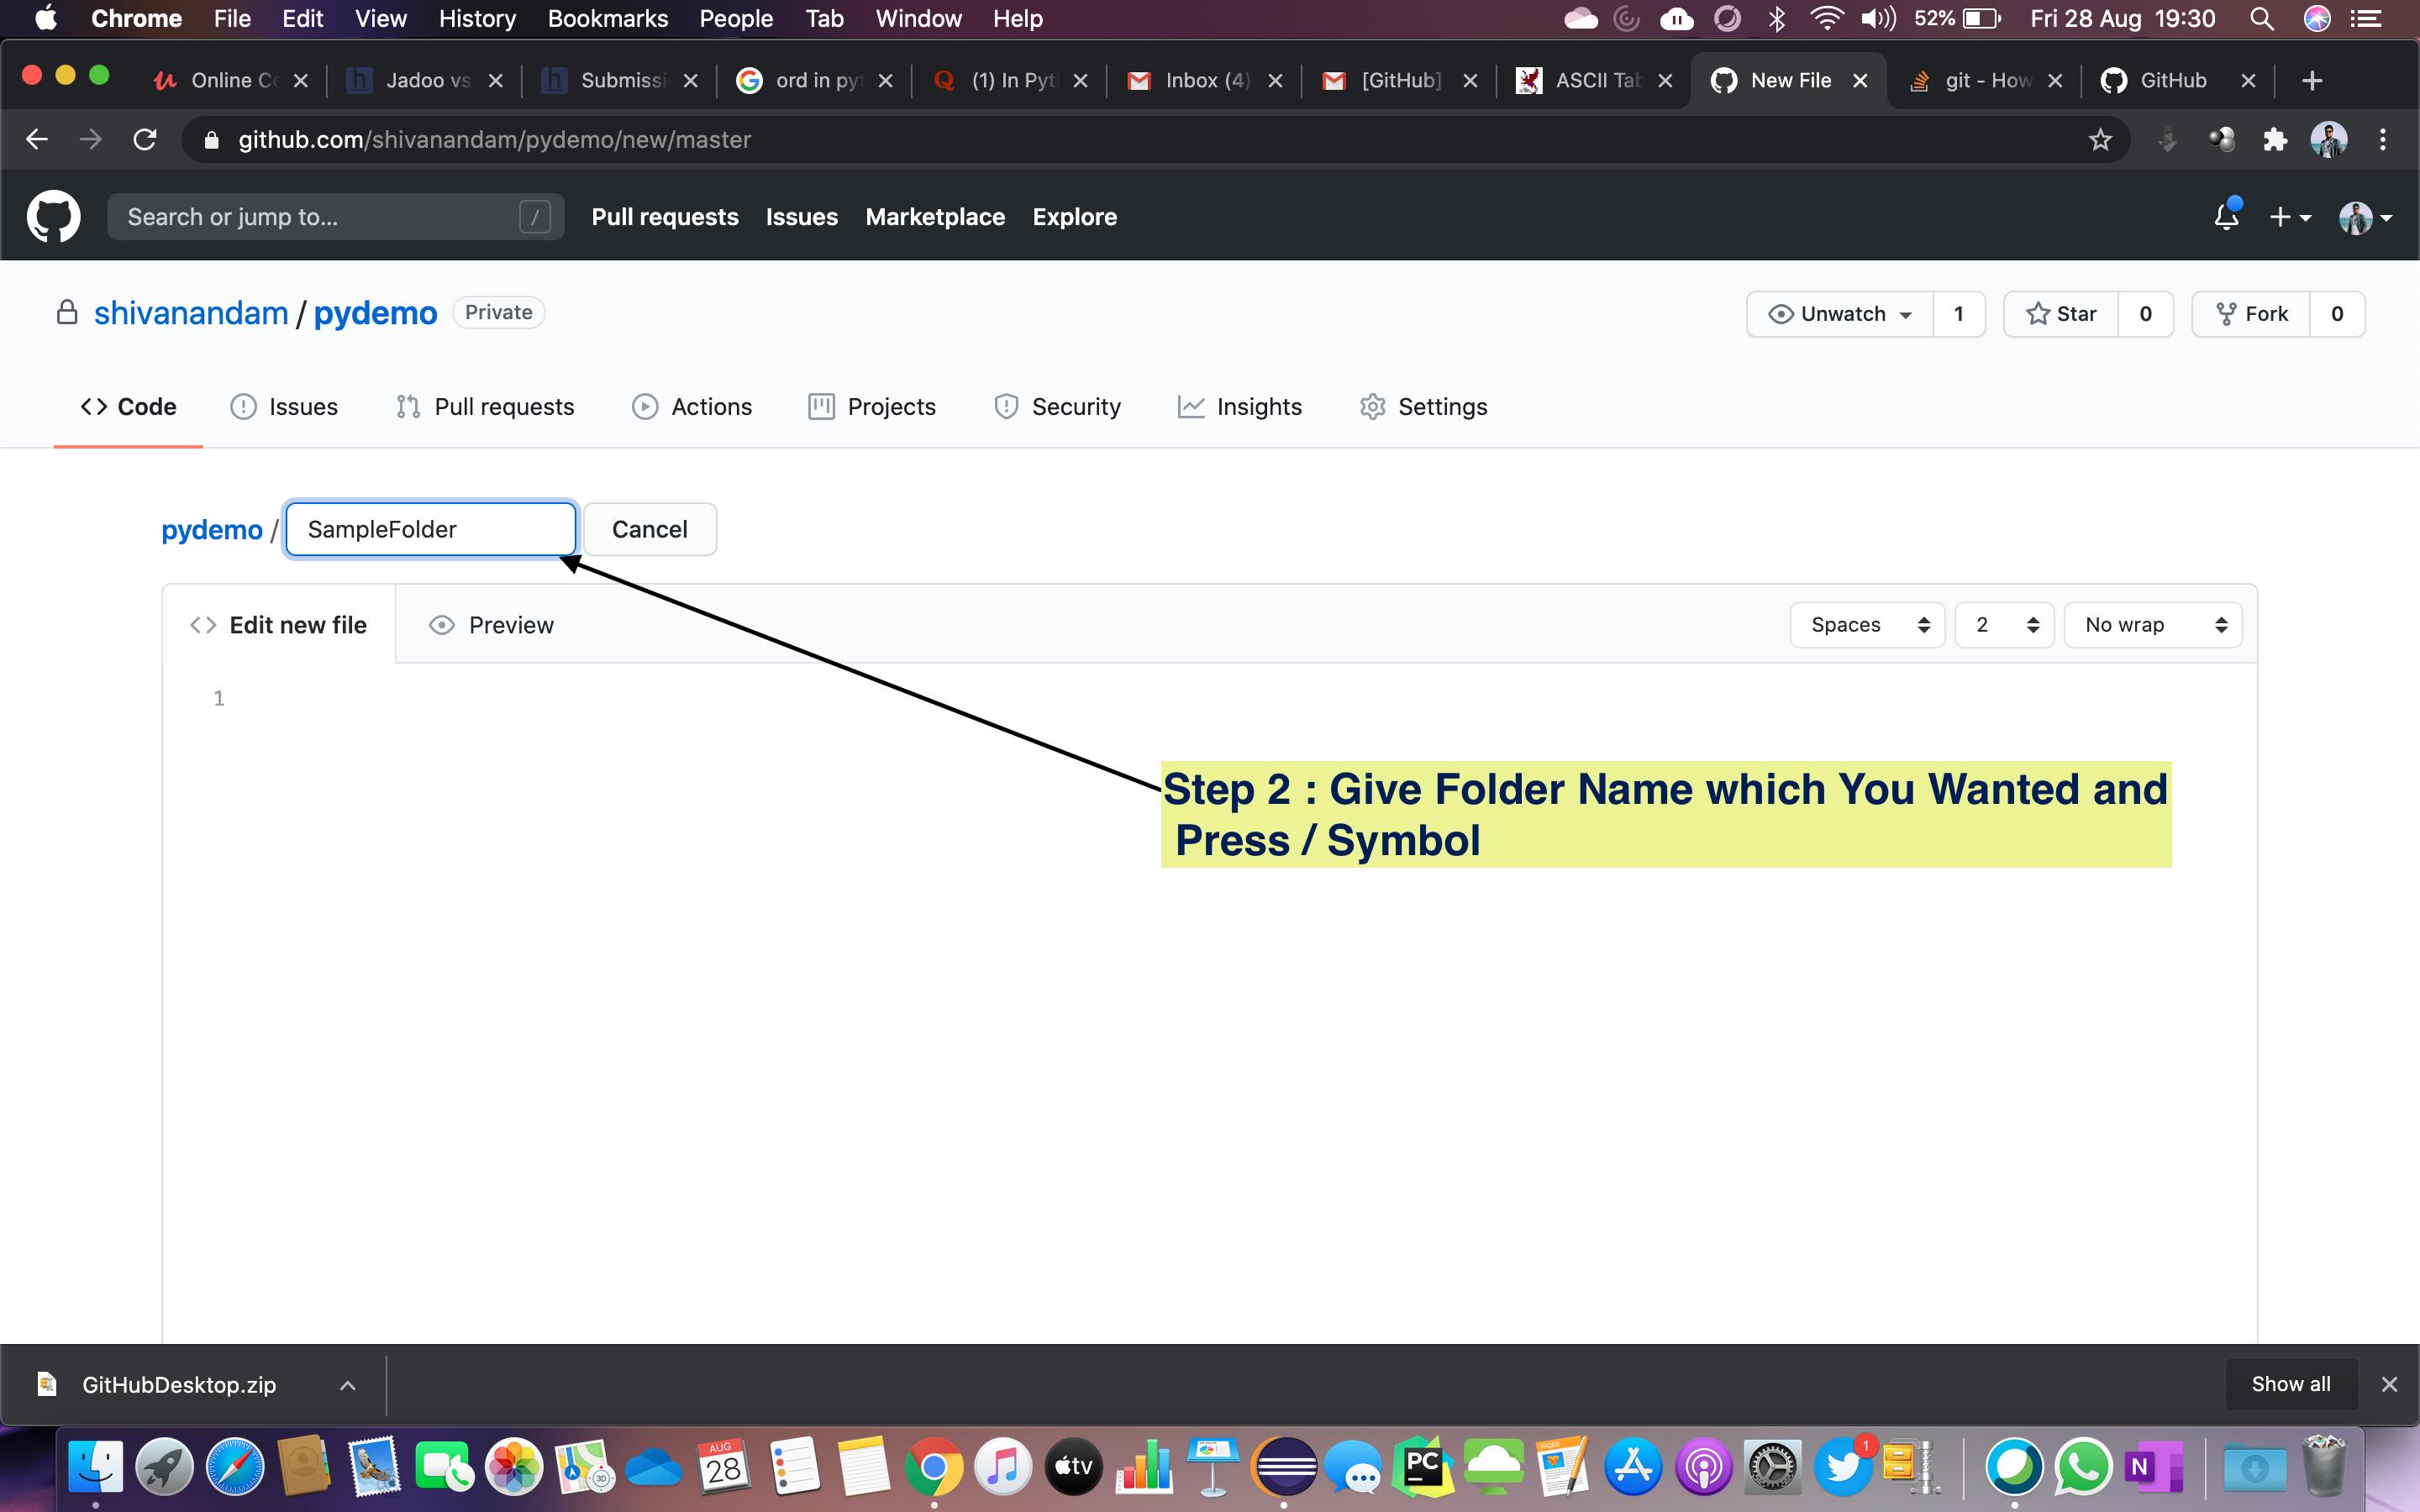 Chrome File Edit View History Bookmarks People Tab Window Help 52% Fri 28 Aug 19:30
Online Co Jadoo vs Submissi ord in pyt (1) In Pyt Inbox (4) [GitHub] ASCII Tab New File git - How GitHub
github.com/shivanandam/pydemo/new/master
Search or jump to... / Pull requests Issues Marketplace Explore
shivanandam / pydemo Private Unwatch 1 Star 0 Fork 0
Code Issues Pull requests Actions Projects Security Insights Settings
pydemo / SampleFolder Cancel
Edit new file Preview Spaces 2 No wrap
1
Step 2 : Give Folder Name which You Wanted and
Press / Symbol
GitHubDesktop.zip Show all
AUG 28 3D tv PC PAGES 1 N